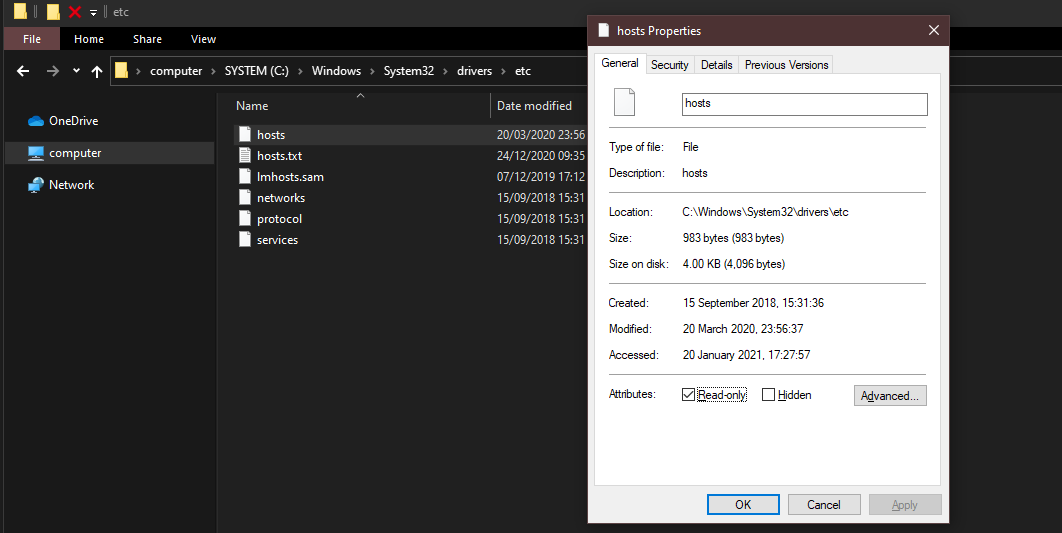 etc
File Home Share View
computer > SYSTEM (C:) > Windows > System32 > drivers > etc
OneDrive
computer
Network
Name Date modified
hosts 20/03/2020 23:56
hosts.txt 24/12/2020 09:35
lmhosts.sam 07/12/2019 17:12
networks 15/09/2018 15:31
protocol 15/09/2018 15:31
services 15/09/2018 15:31
hosts Properties
General Security Details Previous Versions
hosts
Type of file: File
Description: hosts
Location: C:\Windows\System32\drivers\etc
Size: 983 bytes (983 bytes)
Size on disk: 4.00 KB (4,096 bytes)
Created: 15 September 2018, 15:31:36
Modified: 20 March 2020, 23:56:37
Accessed: 20 January 2021, 17:27:57
Attributes: Read-only Hidden Advanced...
OK Cancel Apply